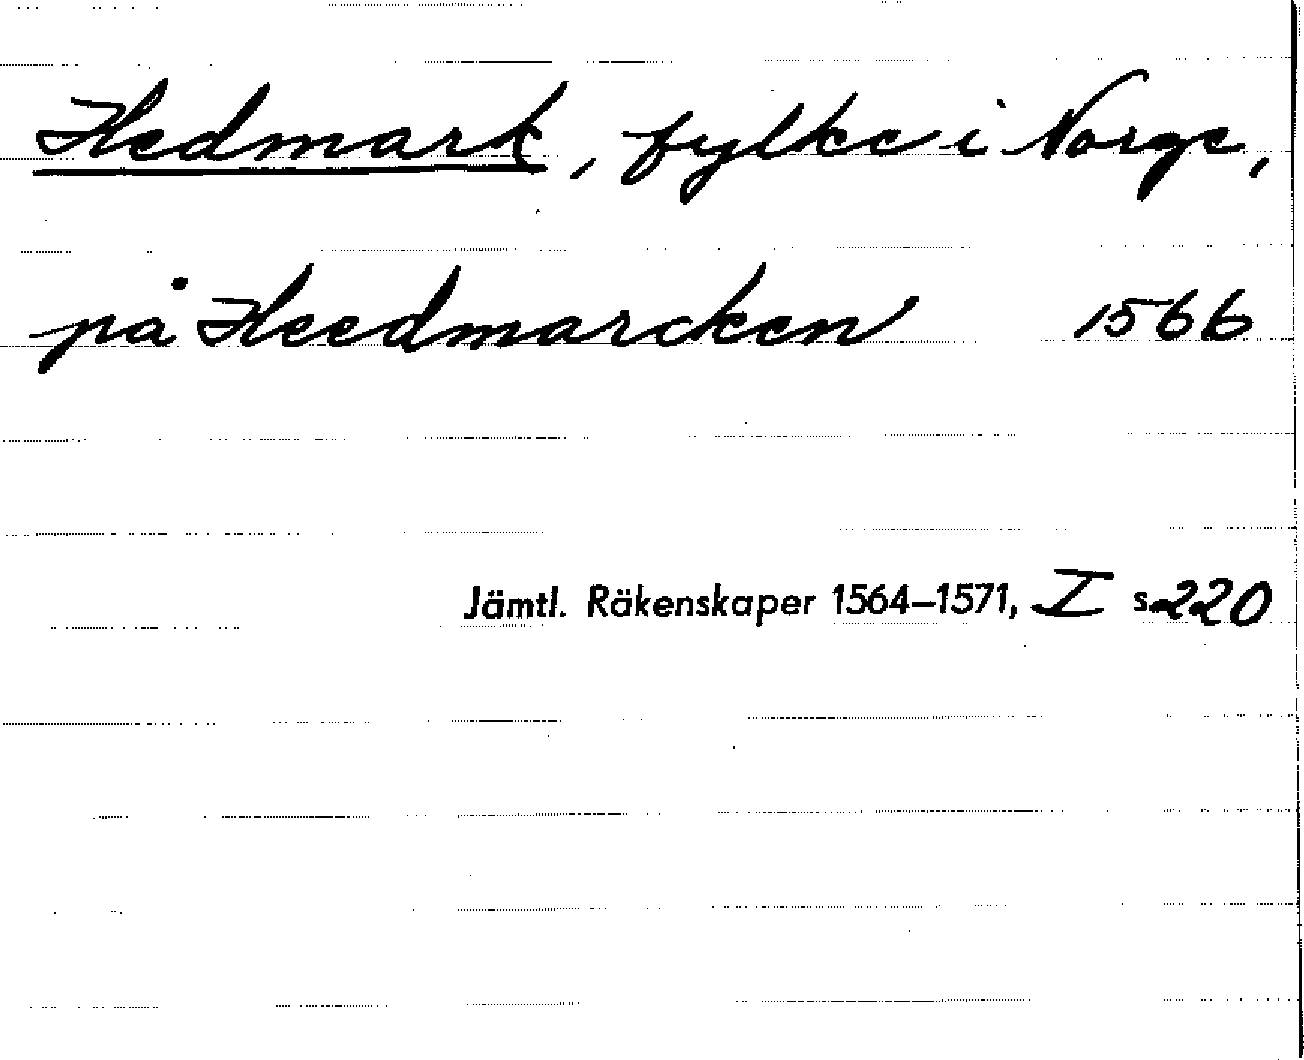 Hedmark, fylke i Norge,
på Heedmarcken 1566
Jämtl. Räkenskaper 1564–1571, I s. 220